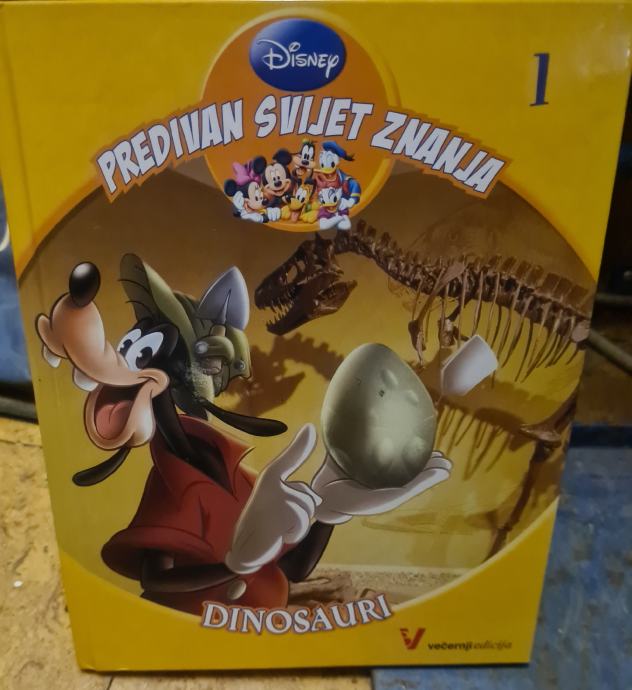 Disney
1
PREDIVAN SVIJET ZNANJA
DINOSAURI
večernji edicija